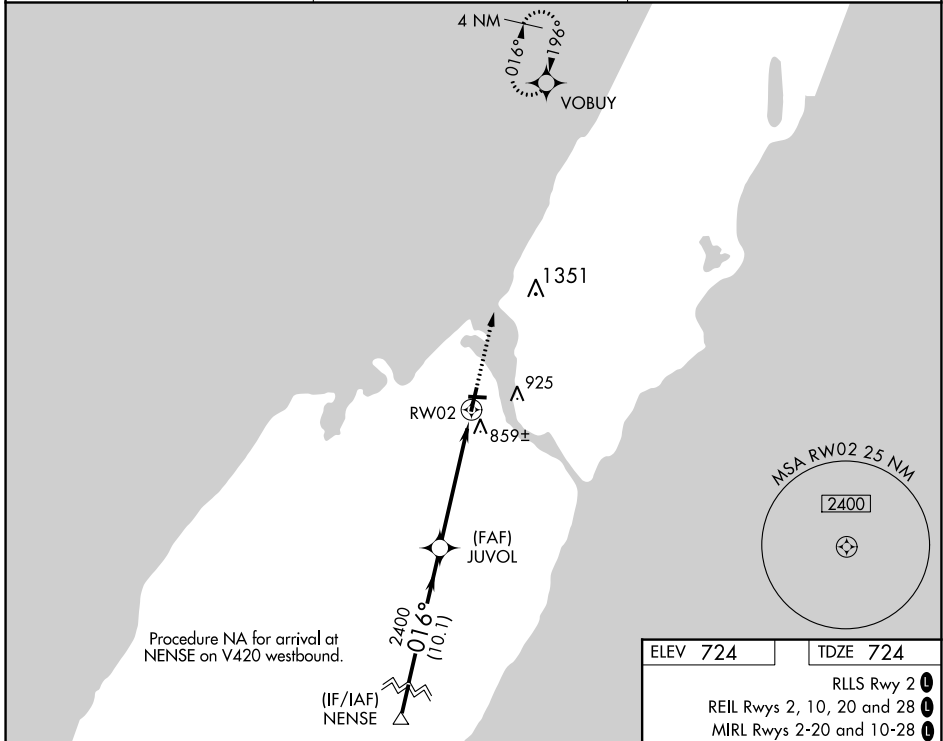 4 NM
016°
196°
VOBUY
1351
925
RW02
859±
MSA RW02 25 NM
2400
(FAF)
JUVOL
2400
016°
(10.1)
Procedure NA for arrival at
NENSE on V420 westbound.
(IF/IAF)
NENSE
ELEV 724
TDZE 724
RLLS Rwy 2 L
REIL Rwys 2, 10, 20 and 28 L
MIRL Rwys 2-20 and 10-28 L